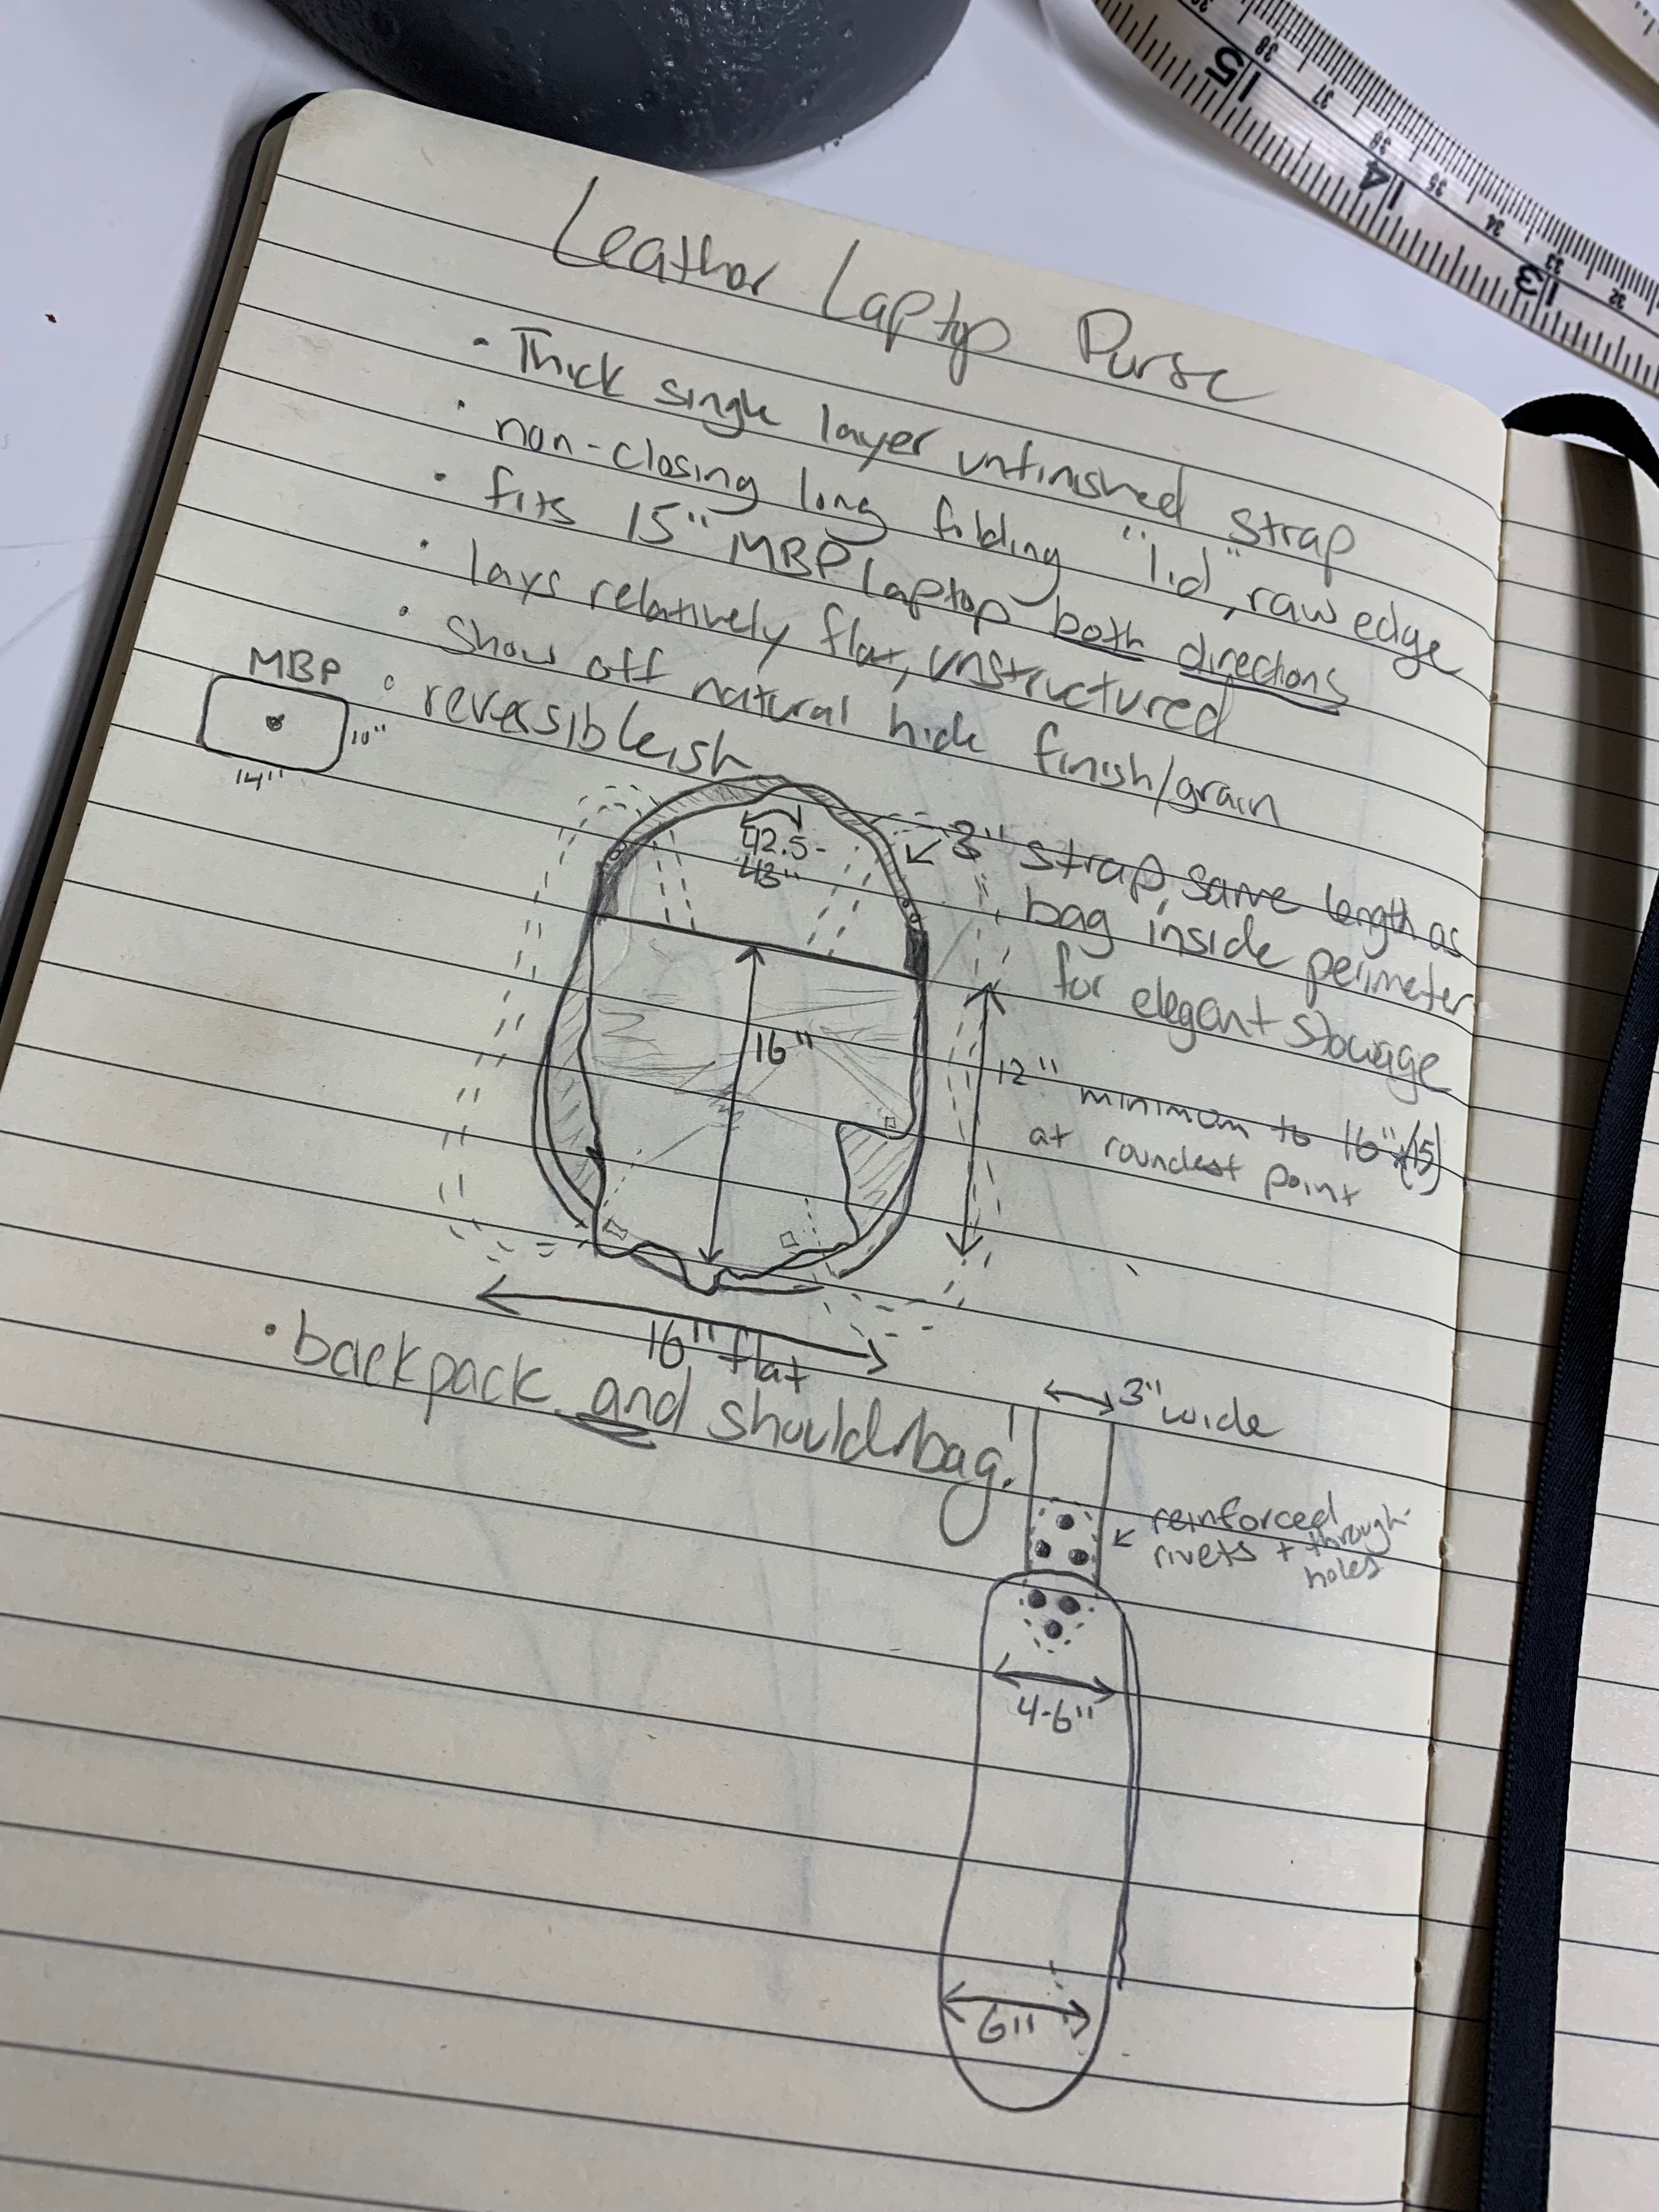 15
38
37
36
14
35
34
33
13
32
Leather Laptop Purse
• Thick single layer unfinished strap
• non-closing long folding "lid", raw edge
• fits 15" MBP laptop both directions
• lays relatively flat, unstructured
• Show off natural hide finish/grain
• reversibleish
MBP
10"
14"
42.5-
43"
3" strap, same length as
bag inside perimeter
for elegant stowage
16"
12" minimum to 16" (15)
at roundest point
16" flat
• backpack and shoulderbag!
3" wide
reinforced
rivets + through-
holes
4-6"
6"